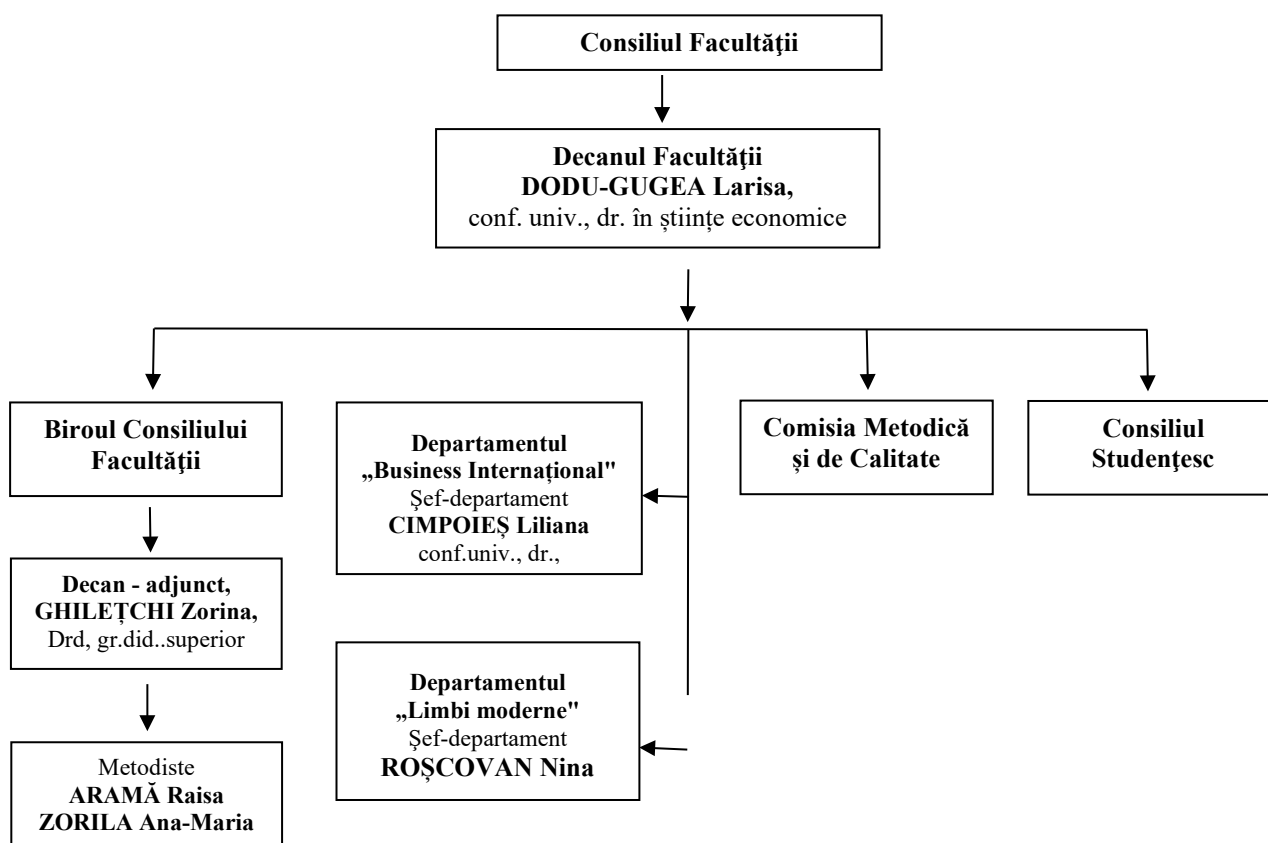 Consiliul Facultăţii
Decanul Facultăţii
DODU-GUGEA Larisa,
conf. univ., dr. în științe economice
Biroul Consiliului
Facultăţii
Departamentul
„Business Internațional"
Şef-departament
CIMPOIEȘ Liliana
conf.univ., dr.,
Comisia Metodică
și de Calitate
Consiliul
Studenţesc
Decan - adjunct,
GHILEȚCHI Zorina,
Drd, gr.did..superior
Departamentul
„Limbi moderne"
Şef-departament
ROȘCOVAN Nina
Metodiste
ARAMĂ Raisa
ZORILA Ana-Maria